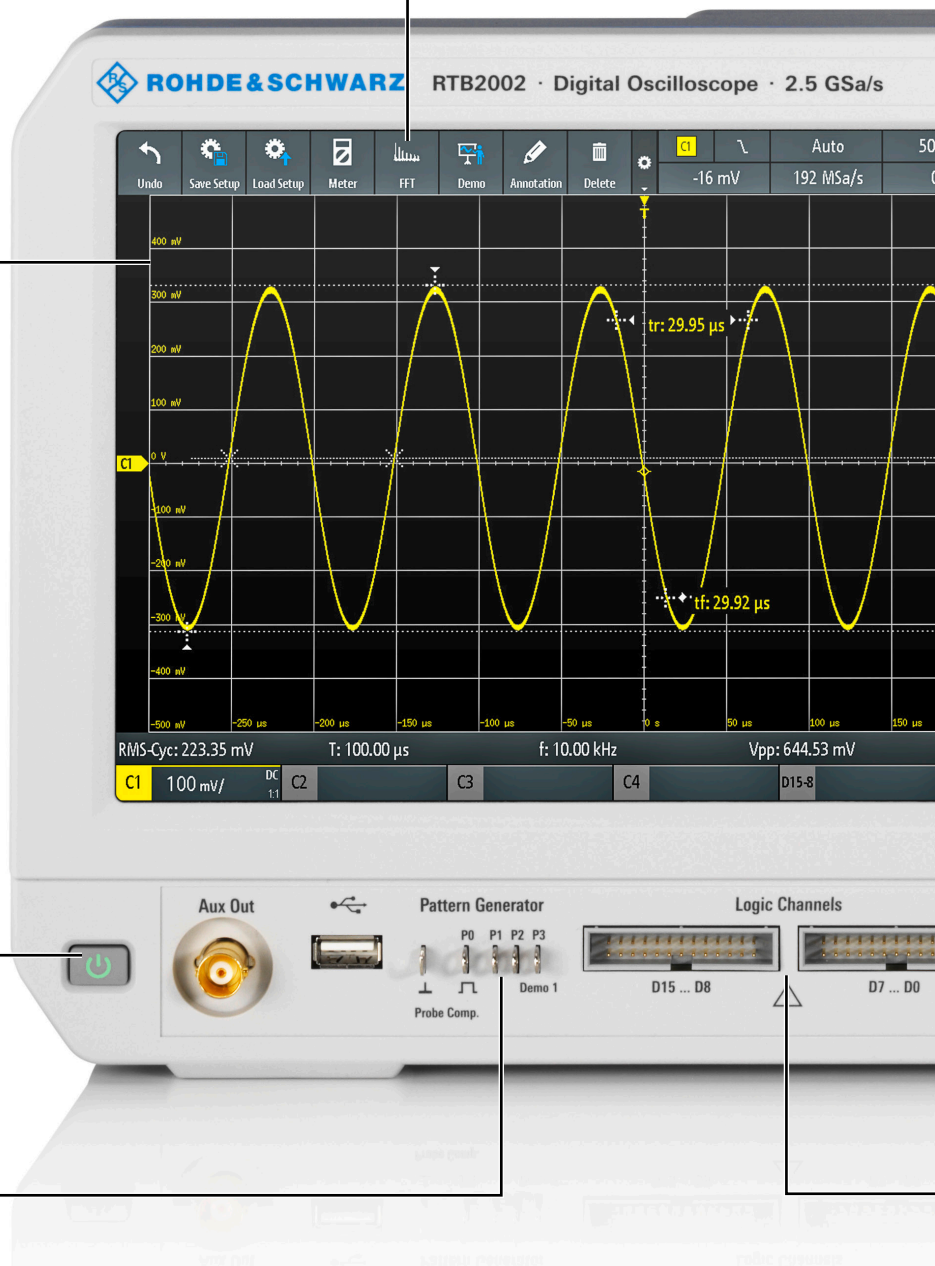 ROHDE & SCHWARZ RTB2002 · Digital Oscilloscope · 2.5 GSa/s
Undo Save Setup Load Setup Meter FFT Demo Annotation Delete
C1 Auto 50
-16 mV 192 MSa/s
T
400 mV
300 mV
tr: 29.95 µs
200 mV
100 mV
C1 0 V
-100 mV
-200 mV
tf: 29.92 µs
-300 mV
-400 mV
-500 mV -250 µs -200 µs -150 µs -100 µs -50 µs 0 s 50 µs 100 µs 150 µs
RMS-Cyc: 223.35 mV T: 100.00 µs f: 10.00 kHz Vpp: 644.53 mV
C1 100 mV/ DC 1:1 C2 C3 C4 D15-8
Aux Out Pattern Generator Logic Channels
P0 P1 P2 P3
Demo 1 D15 ... D8 D7 ... D0
Probe Comp.